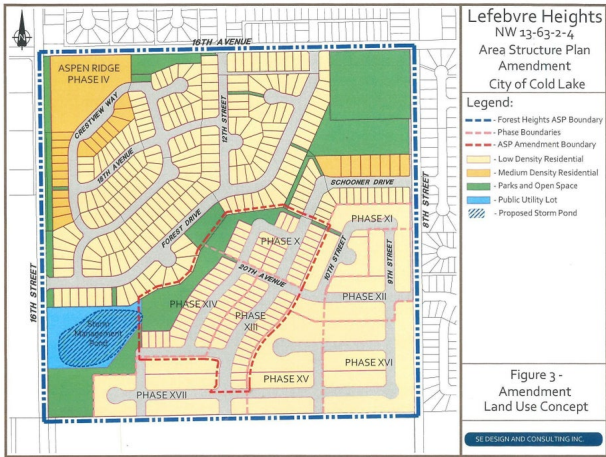 Lefebvre Heights
NW 13-63-2-4
Area Structure Plan
Amendment
City of Cold Lake
Legend:
- Forest Heights ASP Boundary
- Phase Boundaries
- ASP Amendment Boundary
- Low Density Residential
- Medium Density Residential
- Parks and Open Space
- Public Utility Lot
- Proposed Storm Pond
Figure 3 -
Amendment
Land Use Concept
SE DESIGN AND CONSULTING INC.
N
16TH AVENUE
ASPEN RIDGE
PHASE IV
CRESTVIEW WAY
12TH STREET
18TH AVENUE
SCHOONER DRIVE
8TH STREET
FOREST DRIVE
PHASE XI
PHASE X
10TH STREET
9TH STREET
20TH AVENUE
16TH STREET
PHASE XIV
PHASE XII
PHASE
XIII
Storm
Management
Pond
PHASE XVI
PHASE XV
PHASE XVII